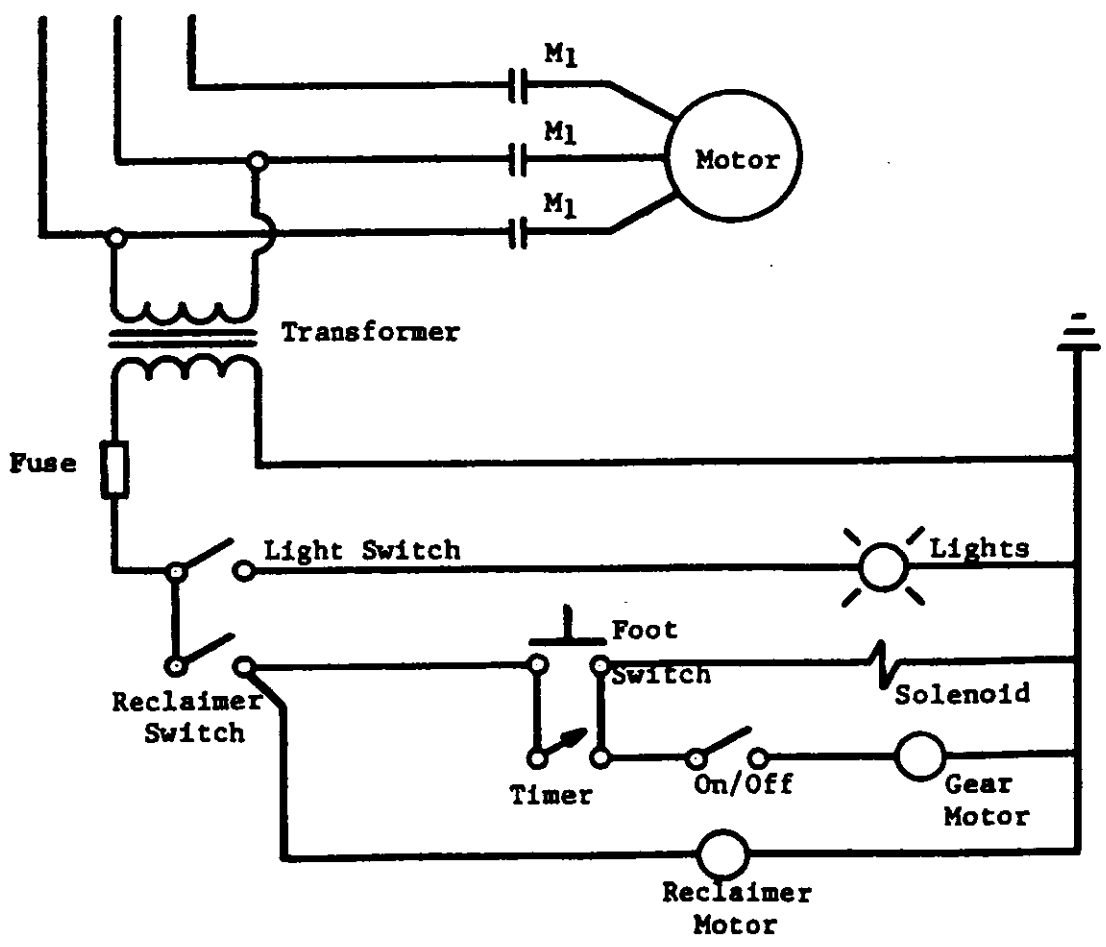 M1
M1
Motor
M1
Transformer
Fuse
Light Switch
Lights
Foot
Switch
Reclaimer
Switch
Solenoid
Timer
On/Off
Gear
Motor
Reclaimer
Motor